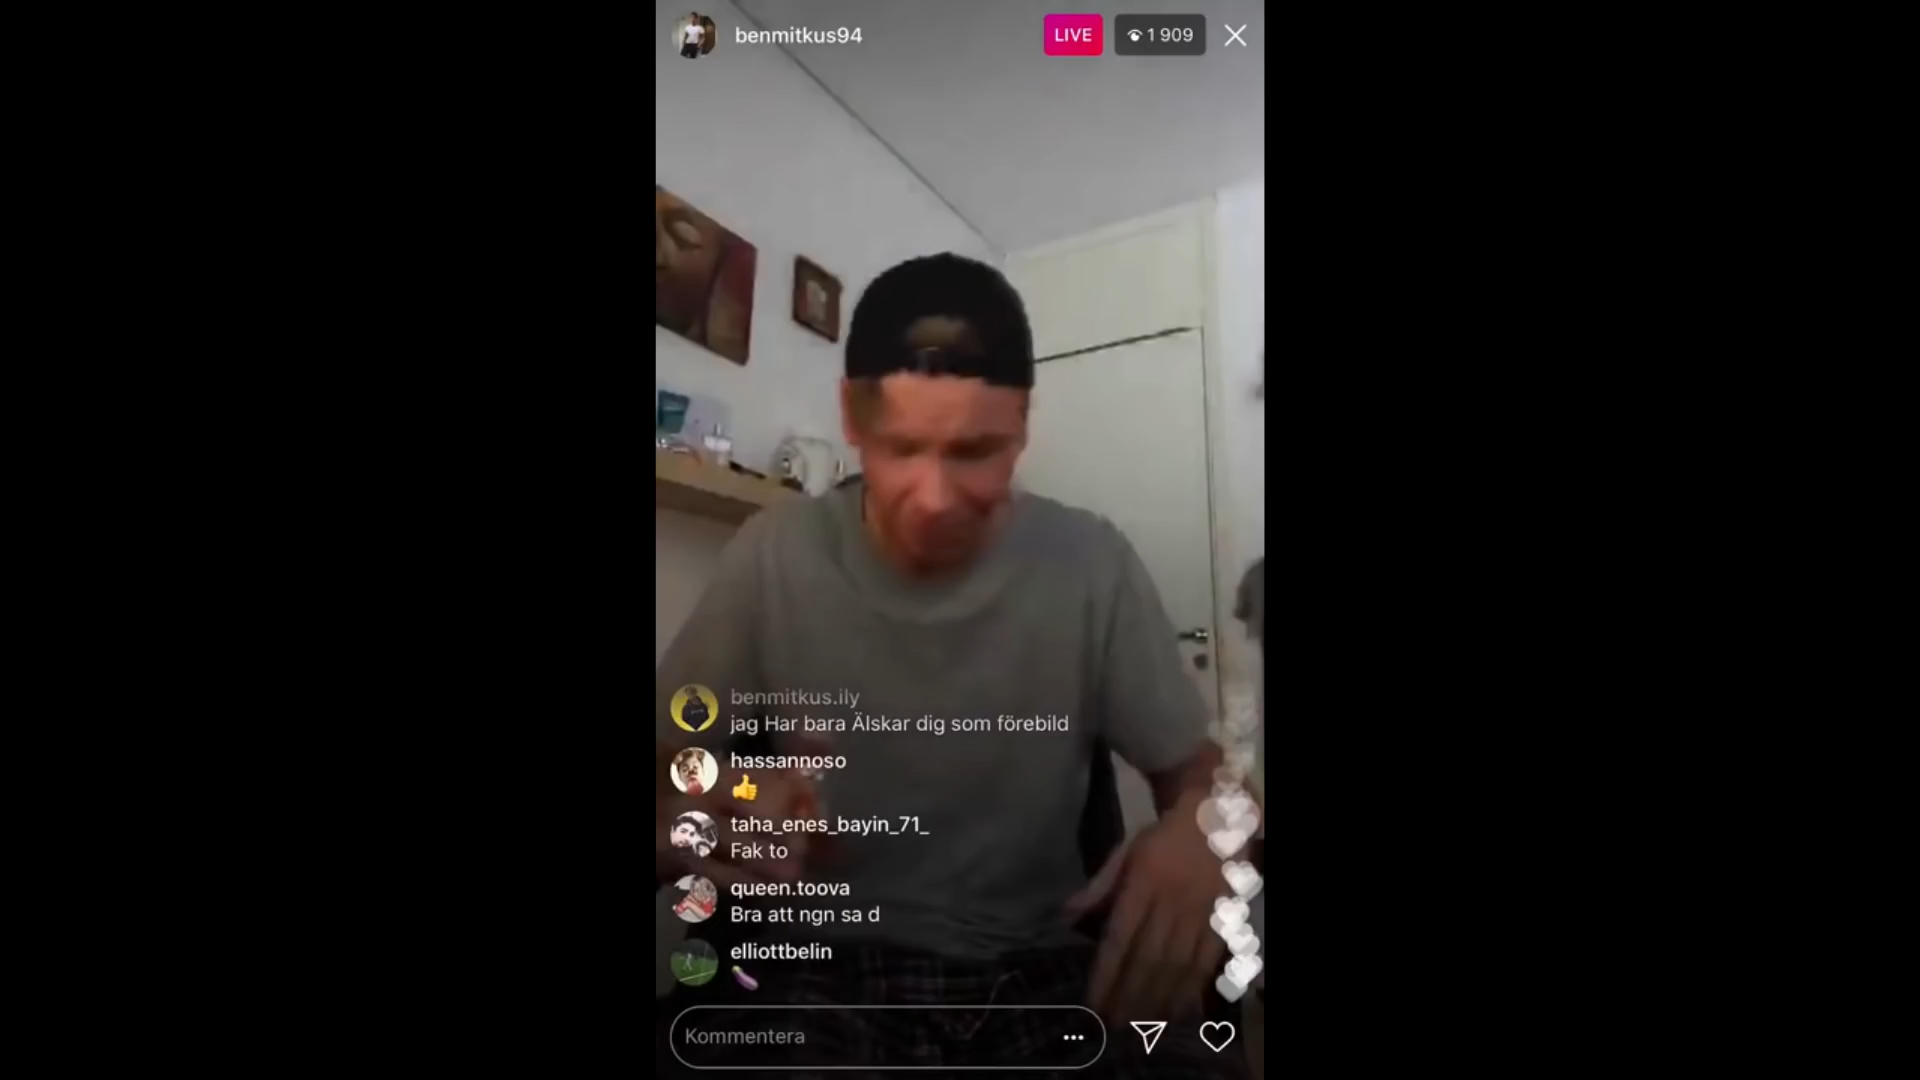 benmitkus94
LIVE
1 909
benmitkus.ily
jag Har bara Älskar dig som förebild
hassannoso
👍
taha_enes_bayin_71_
Fak to
queen.toova
Bra att ngn sa d
elliottbelin
🍆
Kommentera